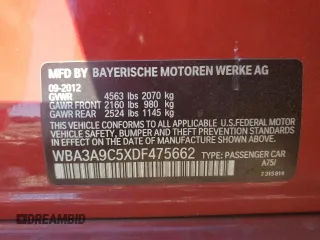 MFD BY BAYERISCHE MOTOREN WERKE AG
09-2012
GVWR 4563 lbs 2070 kg
GAWR FRONT 2160 lbs 980 kg
GAWR REAR 2524 lbs 1145 kg
THIS VEHICLE CONFORMS TO ALL APPLICABLE U.S.FEDERAL MOTOR
VEHICLE SAFETY, BUMPER, AND THEFT PREVENTION STANDARDS
IN EFFECT ON THE DATE OF MANUFACTURE SHOWN ABOVE.
WBA3A9C5XDF475662 TYPE: PASSENGER CAR
A75/
© DREAMBID